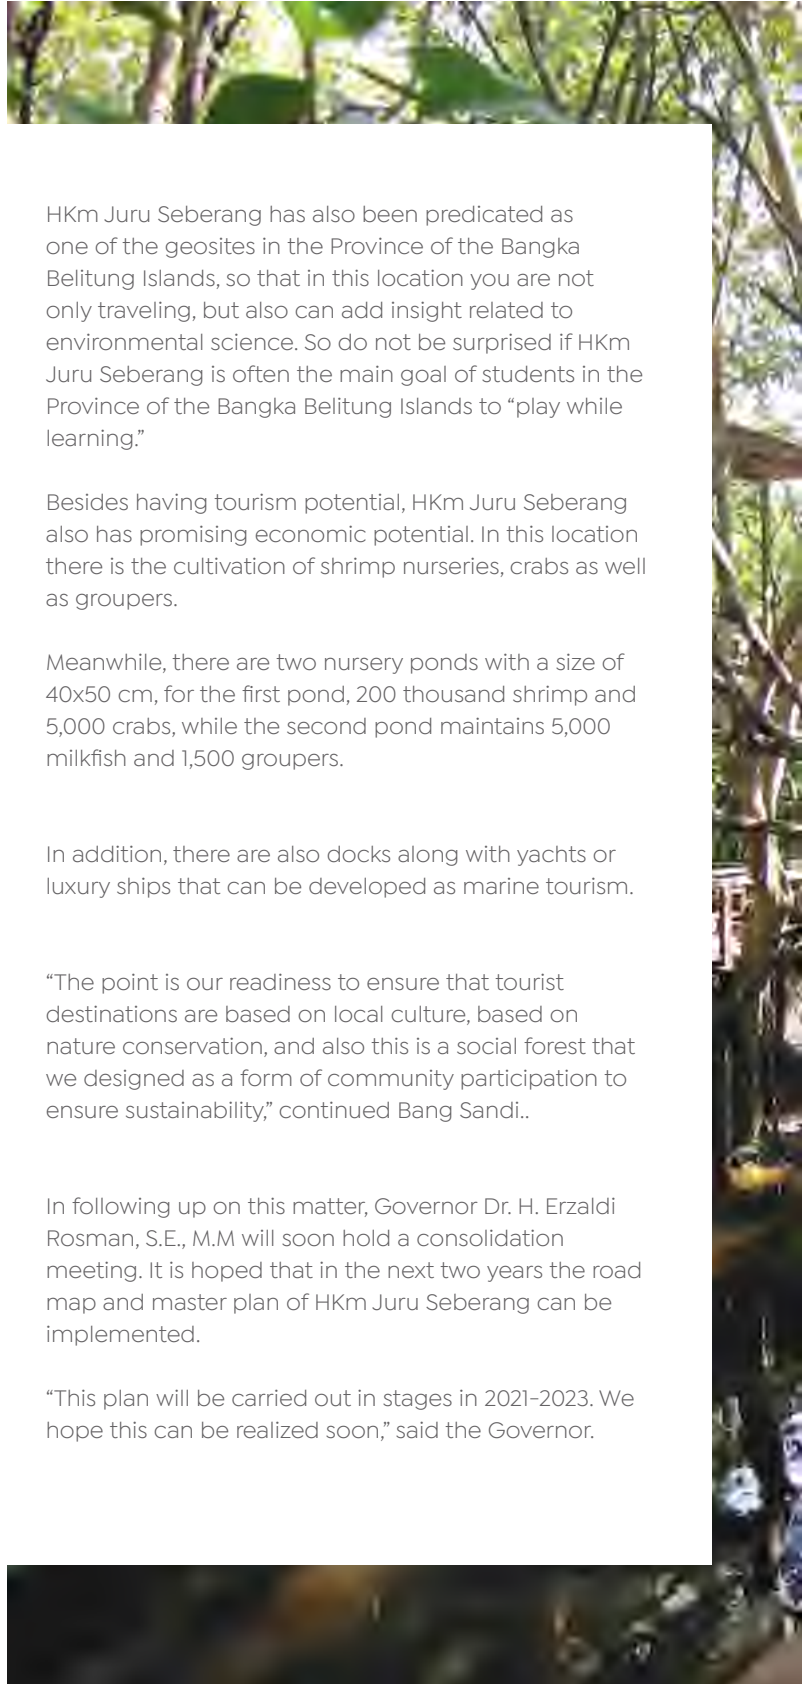 HKm Juru Seberang has also been predicated as
one of the geosites in the Province of the Bangka
Belitung Islands, so that in this location you are not
only traveling, but also can add insight related to
environmental science. So do not be surprised if HKm
Juru Seberang is often the main goal of students in the
Province of the Bangka Belitung Islands to “play while
learning.”
Besides having tourism potential, HKm Juru Seberang
also has promising economic potential. In this location
there is the cultivation of shrimp nurseries, crabs as well
as groupers.
Meanwhile, there are two nursery ponds with a size of
40x50 cm, for the first pond, 200 thousand shrimp and
5,000 crabs, while the second pond maintains 5,000
milkfish and 1,500 groupers.
In addition, there are also docks along with yachts or
luxury ships that can be developed as marine tourism.
“The point is our readiness to ensure that tourist
destinations are based on local culture, based on
nature conservation, and also this is a social forest that
we designed as a form of community participation to
ensure sustainability,” continued Bang Sandi..
In following up on this matter, Governor Dr. H. Erzaldi
Rosman, S.E., M.M will soon hold a consolidation
meeting. It is hoped that in the next two years the road
map and master plan of HKm Juru Seberang can be
implemented.
“This plan will be carried out in stages in 2021-2023. We
hope this can be realized soon,” said the Governor.